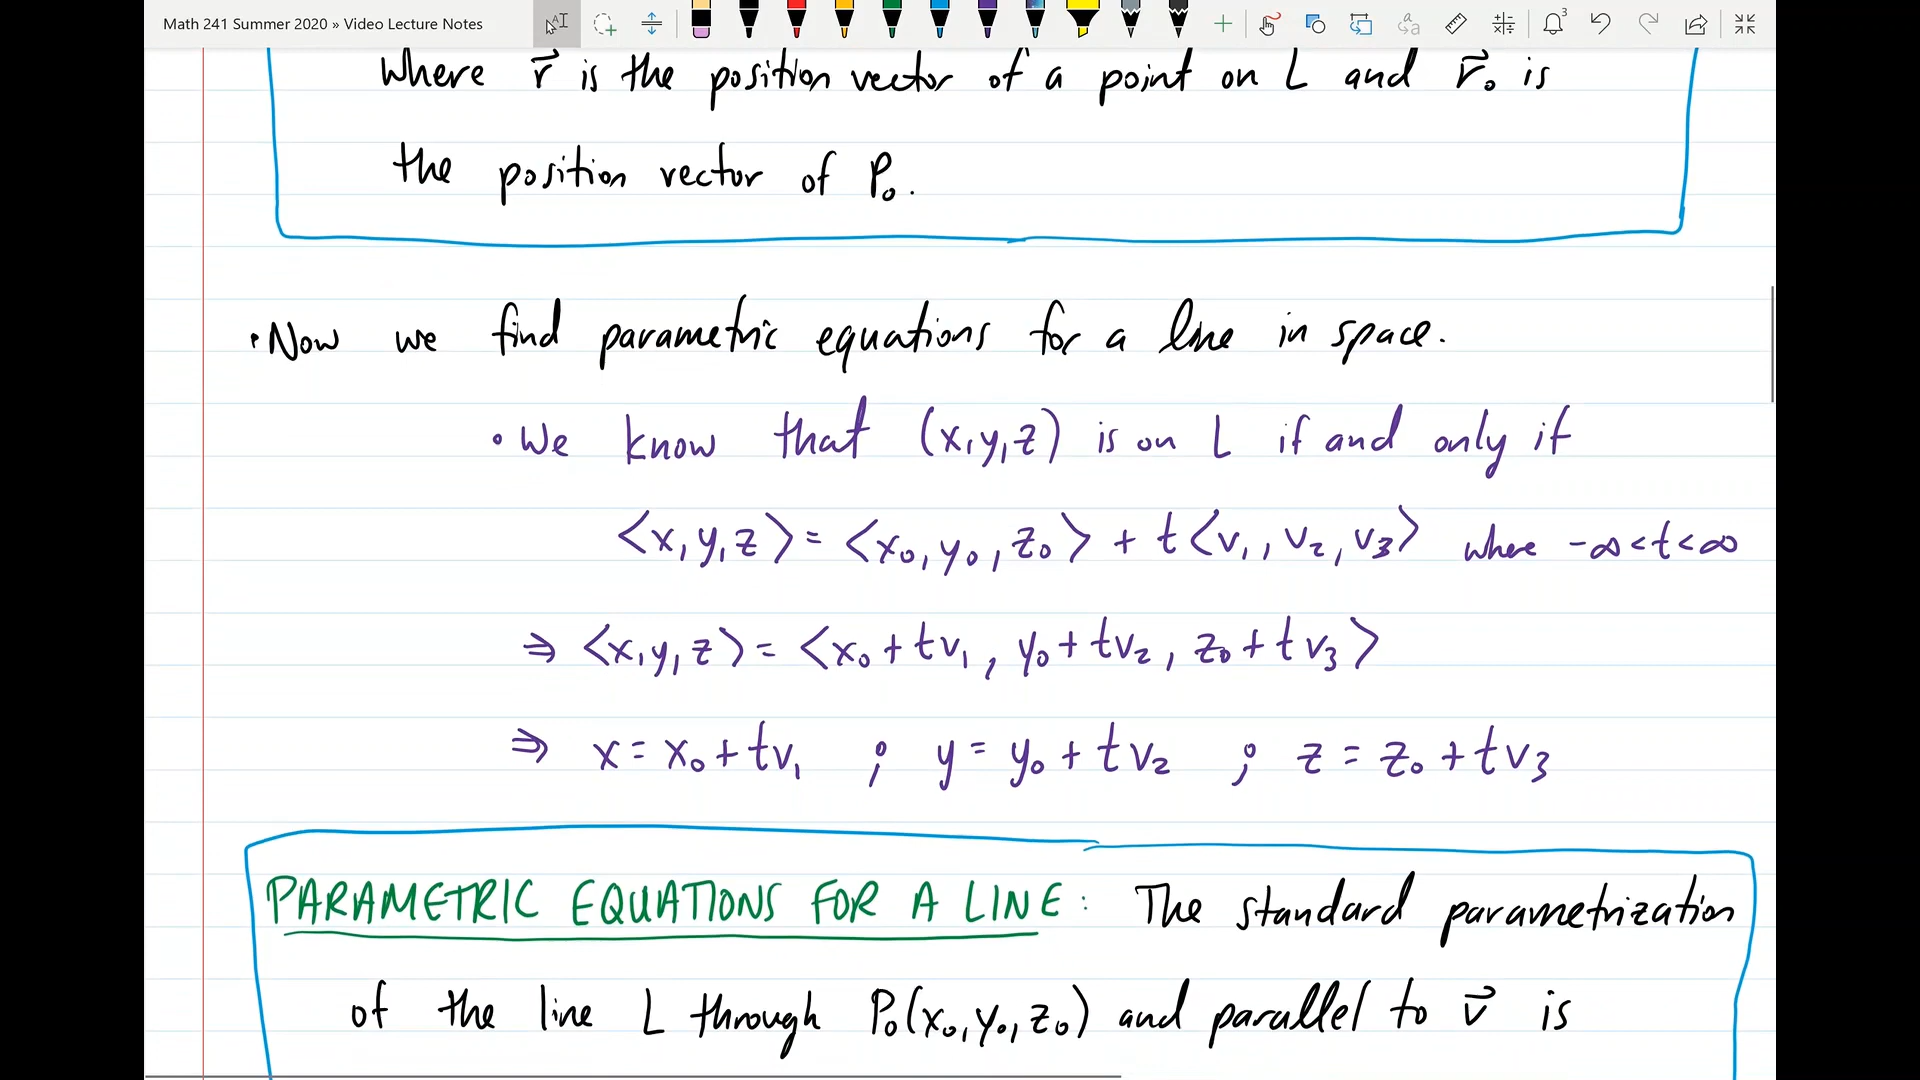 Math 241 Summer 2020 » Video Lecture Notes
Where r⃗ is the position vector of a point on L and r⃗₀ is
the position vector of P₀.
• Now we find parametric equations for a line in space.
• We know that (x,y,z) is on L if and only if
⟨x,y,z⟩ = ⟨x₀,y₀,z₀⟩ + t⟨v₁,v₂,v₃⟩ where -∞<t<∞
⇒ ⟨x,y,z⟩ = ⟨x₀+tv₁, y₀+tv₂, z₀+tv₃⟩
⇒ x = x₀+tv₁ ; y = y₀+tv₂ ; z = z₀+tv₃
PARAMETRIC EQUATIONS FOR A LINE: The standard parametrization
of the line L through P₀(x₀,y₀,z₀) and parallel to v⃗ is